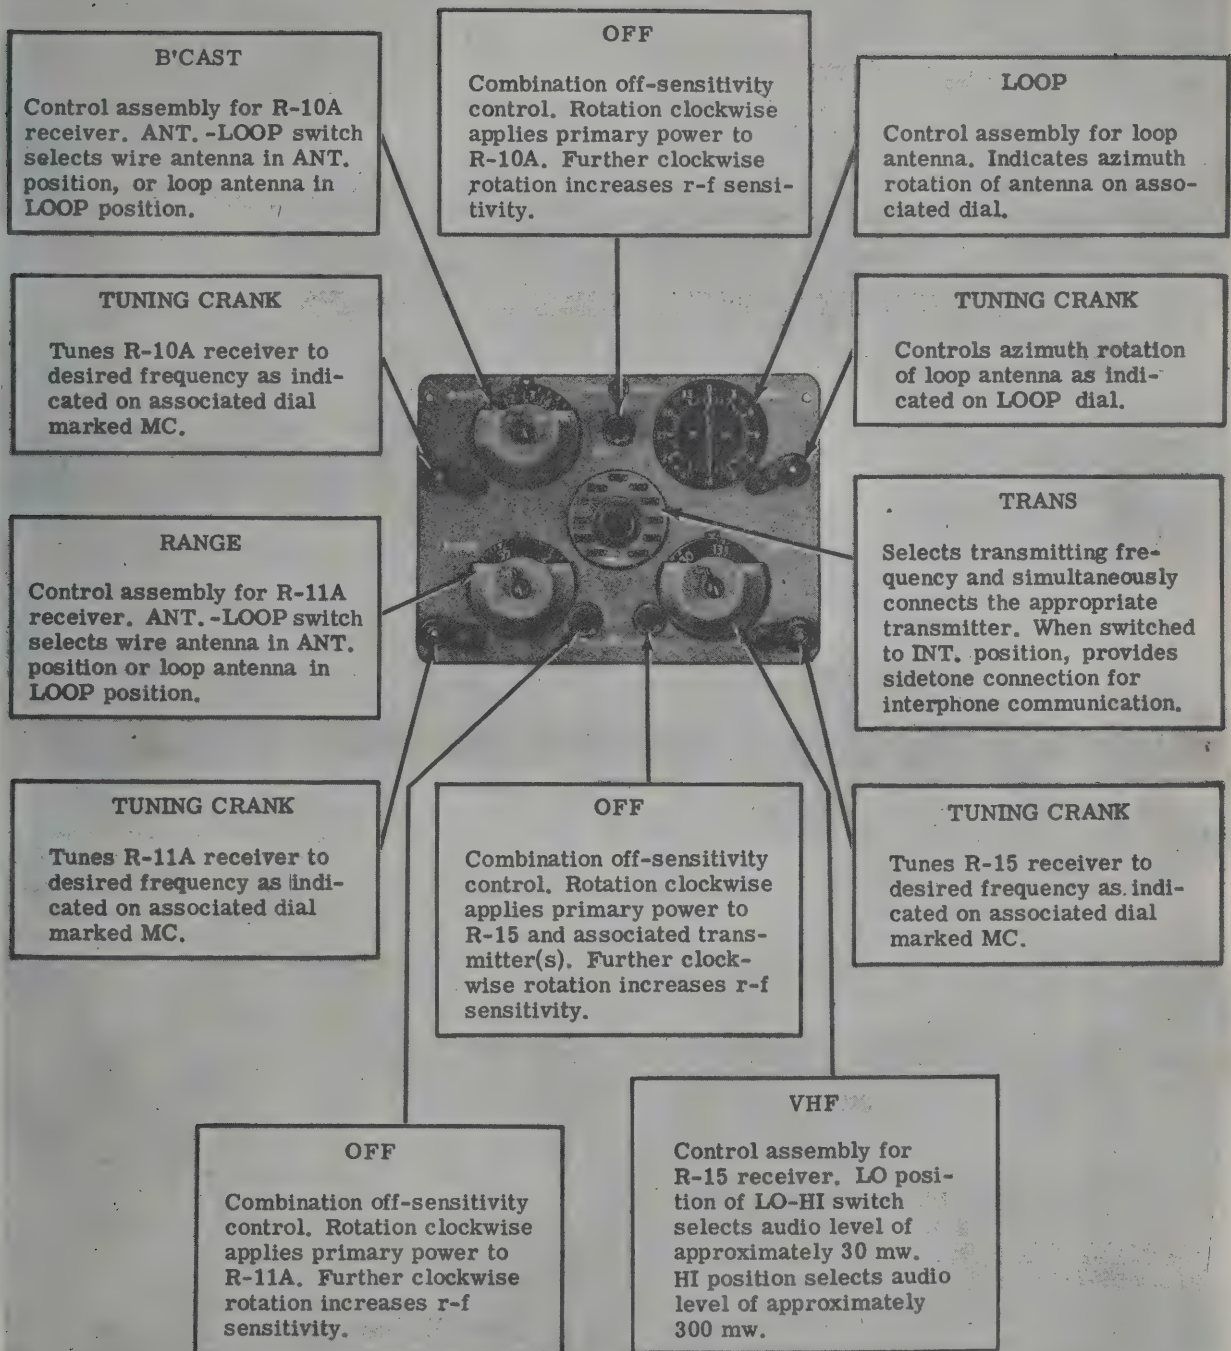 B'CAST
Control assembly for R-10A
receiver. ANT. -LOOP switch
selects wire antenna in ANT.
position, or loop antenna in
LOOP position.
OFF
Combination off-sensitivity
control. Rotation clockwise
applies primary power to
R-10A. Further clockwise
rotation increases r-f sensi-
tivity.
LOOP
Control assembly for loop
antenna. Indicates azimuth
rotation of antenna on asso-
ciated dial.
TUNING CRANK
Tunes R-10A receiver to
desired frequency as indi-
cated on associated dial
marked MC.
TUNING CRANK
Controls azimuth rotation
of loop antenna as indi-
cated on LOOP dial.
RANGE
Control assembly for R-11A
receiver. ANT. -LOOP switch
selects wire antenna in ANT.
position or loop antenna in
LOOP position.
TRANS
Selects transmitting fre-
quency and simultaneously
connects the appropriate
transmitter. When switched
to INT. position, provides
sidetone connection for
interphone communication.
TUNING CRANK
Tunes R-11A receiver to
desired frequency as indi-
cated on associated dial
marked MC.
OFF
Combination off-sensitivity
control. Rotation clockwise
applies primary power to
R-15 and associated trans-
mitter(s). Further clock-
wise rotation increases r-f
sensitivity.
TUNING CRANK
Tunes R-15 receiver to
desired frequency as indi-
cated on associated dial
marked MC.
OFF
Combination off-sensitivity
control. Rotation clockwise
applies primary power to
R-11A. Further clockwise
rotation increases r-f
sensitivity.
VHF
Control assembly for
R-15 receiver. LO posi-
tion of LO-HI switch
selects audio level of
approximately 30 mw.
HI position selects audio
level of approximately
300 mw.